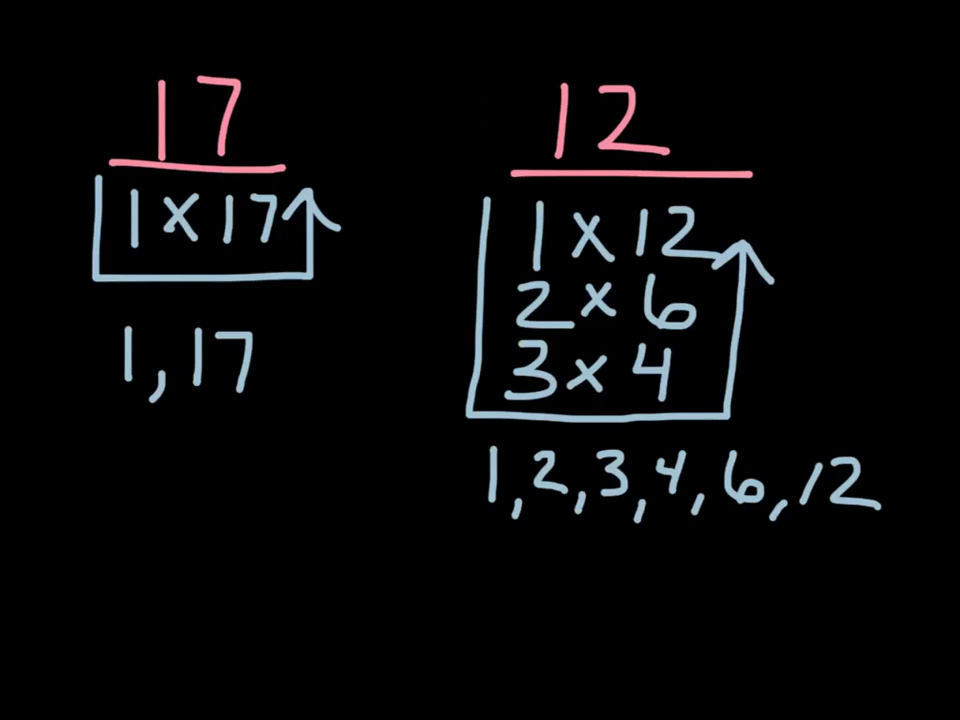 17
1 x 17
1, 17
12
1 x 12
2 x 6
3 x 4
1, 2, 3, 4, 6, 12